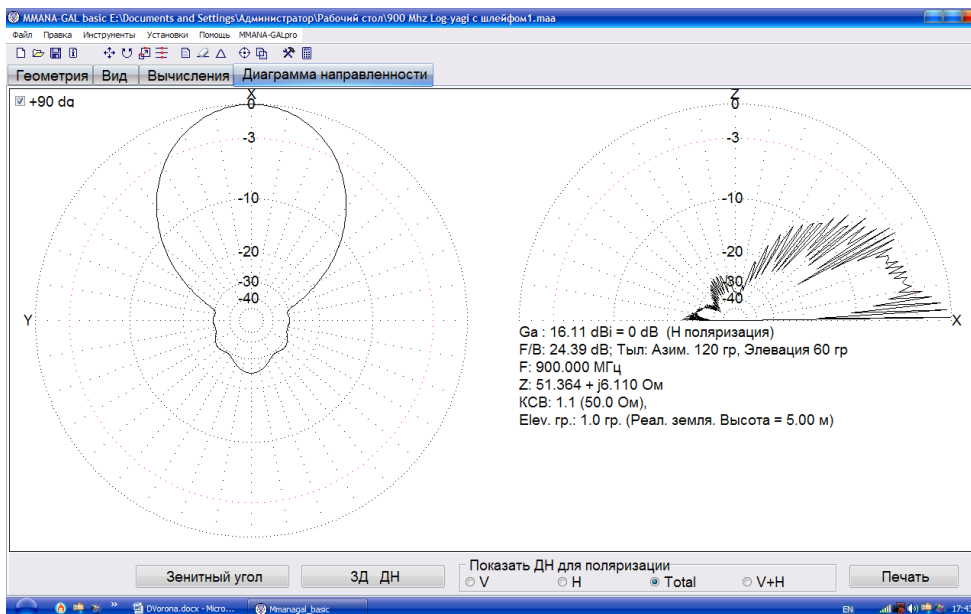 MMANA-GAL basic E:\Documents and Settings\Администратор\Рабочий стол\900 Mhz Log-yagi с шлейфом1.maa
Файл Правка Инструменты Установки Помощь MMANA-GALpro
Геометрия Вид Вычисления Диаграмма направленности
+90 dg
X
0
-3
-10
-20
-30
-40
Y
Z
0
-3
-10
-20
-30
-40
X
Ga : 16.11 dBi = 0 dB (H поляризация)
F/B: 24.39 dB; Тыл: Азим. 120 гр, Элевация 60 гр
F: 900.000 МГц
Z: 51.364 + j6.110 Ом
КСВ: 1.1 (50.0 Ом),
Elev. гр.: 1.0 гр. (Реал. земля. Высота = 5.00 м)
Зенитный угол
3Д ДН
Показать ДН для поляризации
V H Total V+H
Печать
DVorona.docx - Micro... Mmanagal_basic EN 17:43